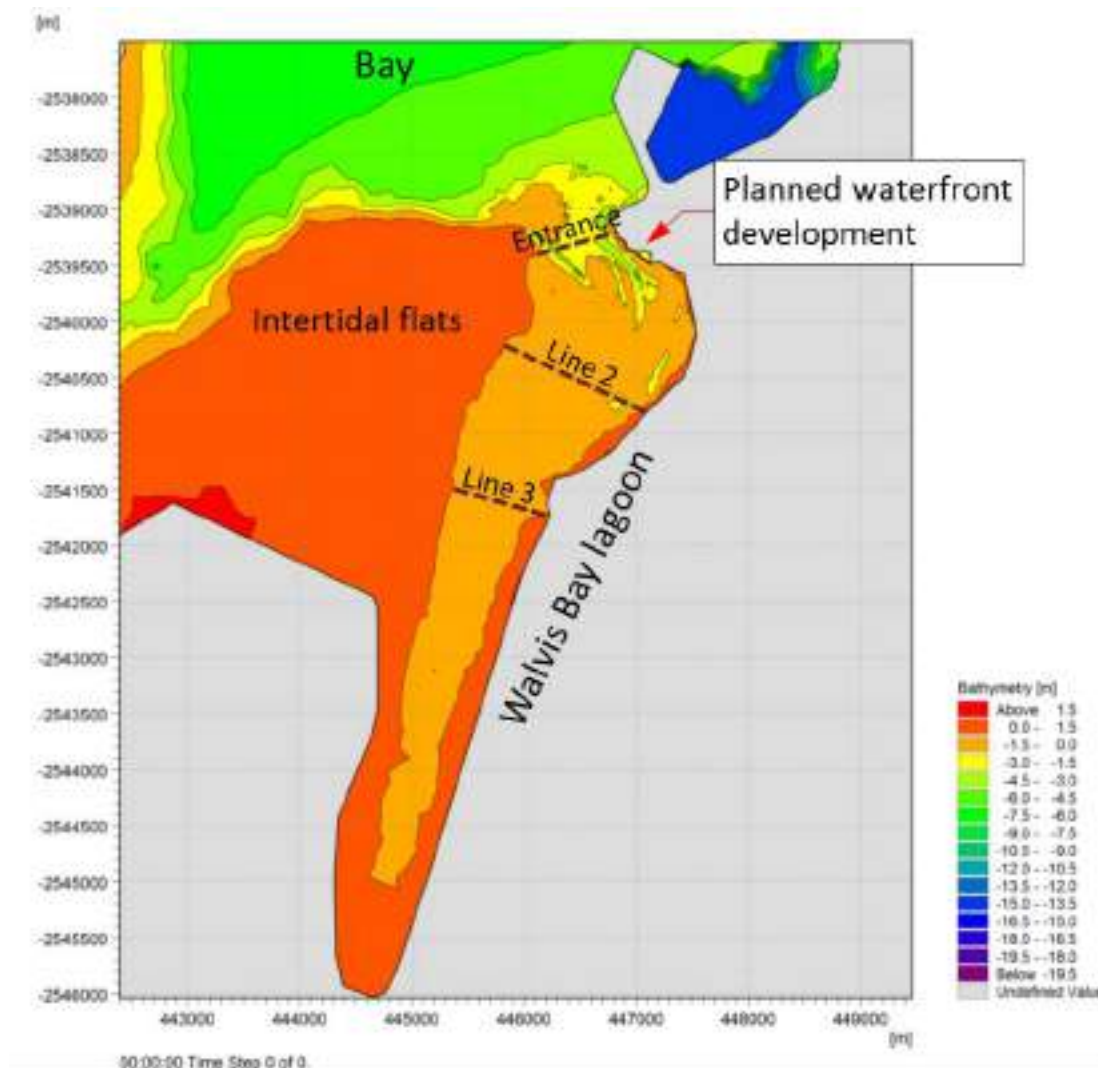 [m]
Bay
-2538000
-2538500
Planned waterfront
development
-2539000
Entrance
-2539500
Intertidal flats
-2540000
Line 2
-2540500
-2541000
Line 3
-2541500
Walvis Bay lagoon
-2542000
-2542500
-2543000
-2543500
-2544000
-2544500
-2545000
-2545500
-2546000
443000 444000 445000 446000 447000 448000 449000
[m]
Bathymetry [m]
Above 1.5
0.0 - 1.5
-1.5 - 0.0
-3.0 - -1.5
-4.5 - -3.0
-6.0 - -4.5
-7.5 - -6.0
-9.0 - -7.5
-10.5 - -9.0
-12.0 - -10.5
-13.5 - -12.0
-15.0 - -13.5
-16.5 - -15.0
-18.0 - -16.5
-19.5 - -18.0
Below -19.5
Undefined Value
00:00:00 Time Step 0 of 0.